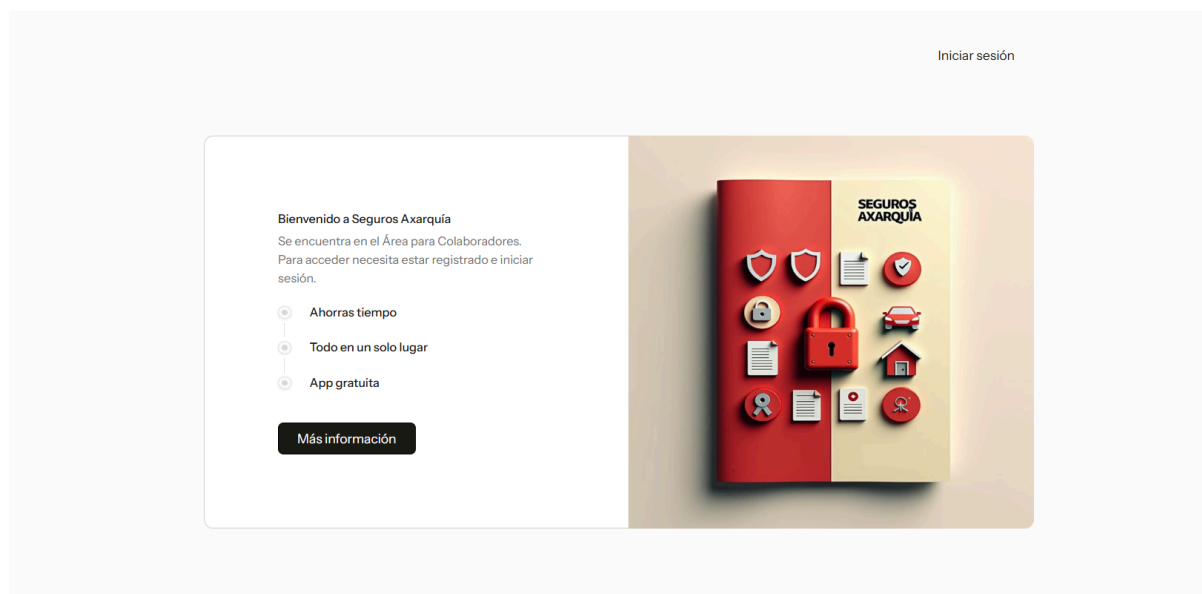 Iniciar sesión
Bienvenido a Seguros Axarquía
Se encuentra en el Área para Colaboradores.
Para acceder necesita estar registrado e iniciar
sesión.
Ahorras tiempo
Todo en un solo lugar
App gratuita
Más información
SEGUROS
AXARQUÍA